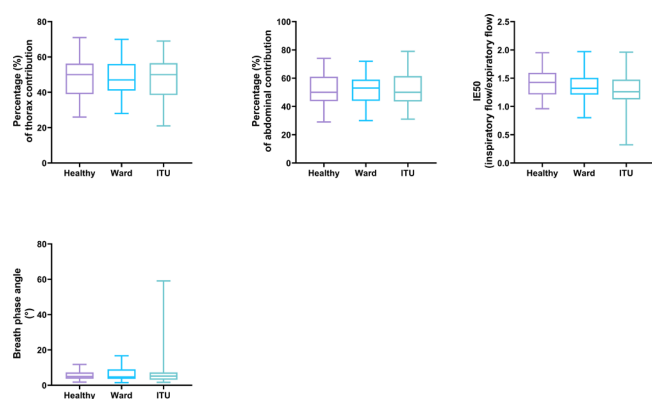 Percentage (%)
of thorax contribution
80
60
40
20
0
Healthy Ward ITU
Percentage (%)
of abdominal contribution
100
80
60
40
20
0
Healthy Ward ITU
IE50
(inspiratory flow/expiratory flow)
2.5
2.0
1.5
1.0
0.5
0.0
Healthy Ward ITU
Breath phase angle
(°)
80
60
40
20
0
Healthy Ward ITU